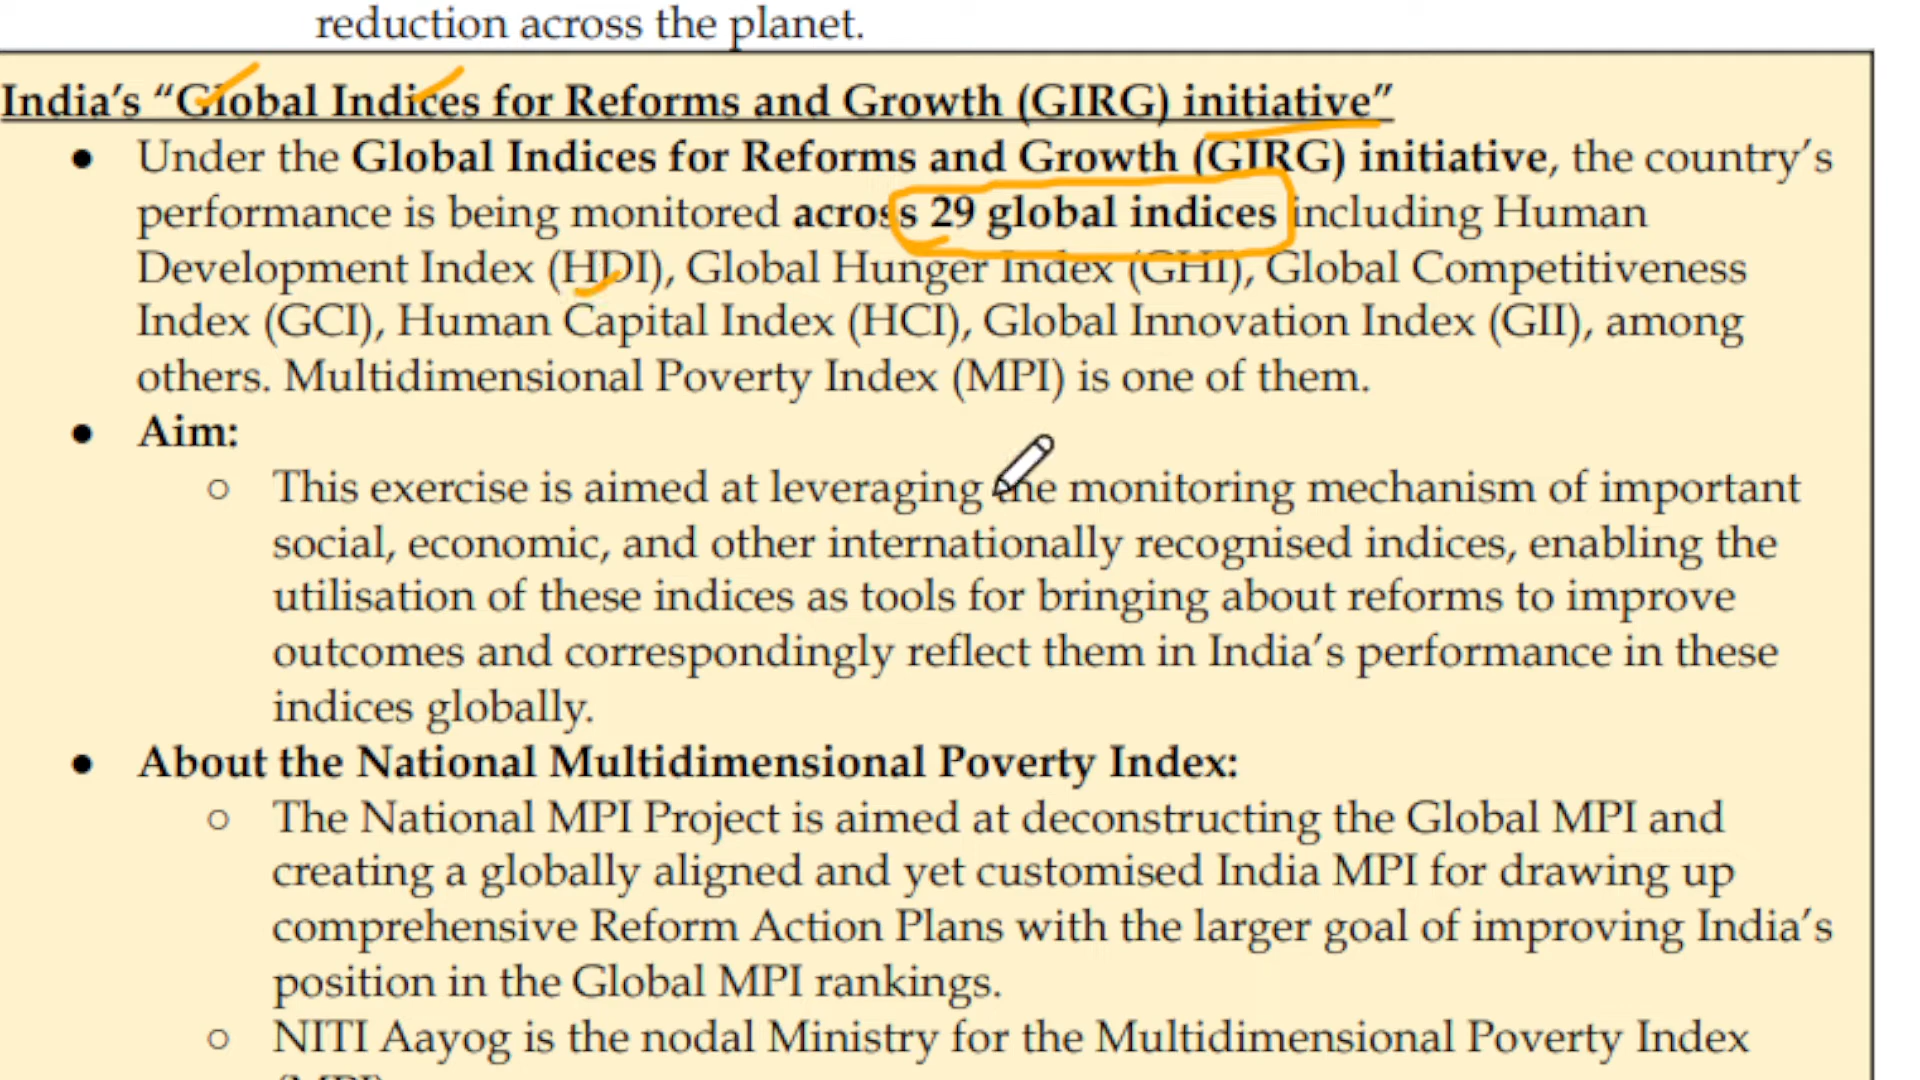 reduction across the planet.
India’s “Global Indices for Reforms and Growth (GIRG) initiative”
● Under the Global Indices for Reforms and Growth (GIRG) initiative, the country’s
performance is being monitored across 29 global indices including Human
Development Index (HDI), Global Hunger Index (GHI), Global Competitiveness
Index (GCI), Human Capital Index (HCI), Global Innovation Index (GII), among
others. Multidimensional Poverty Index (MPI) is one of them.
● Aim:
○ This exercise is aimed at leveraging the monitoring mechanism of important
social, economic, and other internationally recognised indices, enabling the
utilisation of these indices as tools for bringing about reforms to improve
outcomes and correspondingly reflect them in India’s performance in these
indices globally.
● About the National Multidimensional Poverty Index:
○ The National MPI Project is aimed at deconstructing the Global MPI and
creating a globally aligned and yet customised India MPI for drawing up
comprehensive Reform Action Plans with the larger goal of improving India’s
position in the Global MPI rankings.
○ NITI Aayog is the nodal Ministry for the Multidimensional Poverty Index